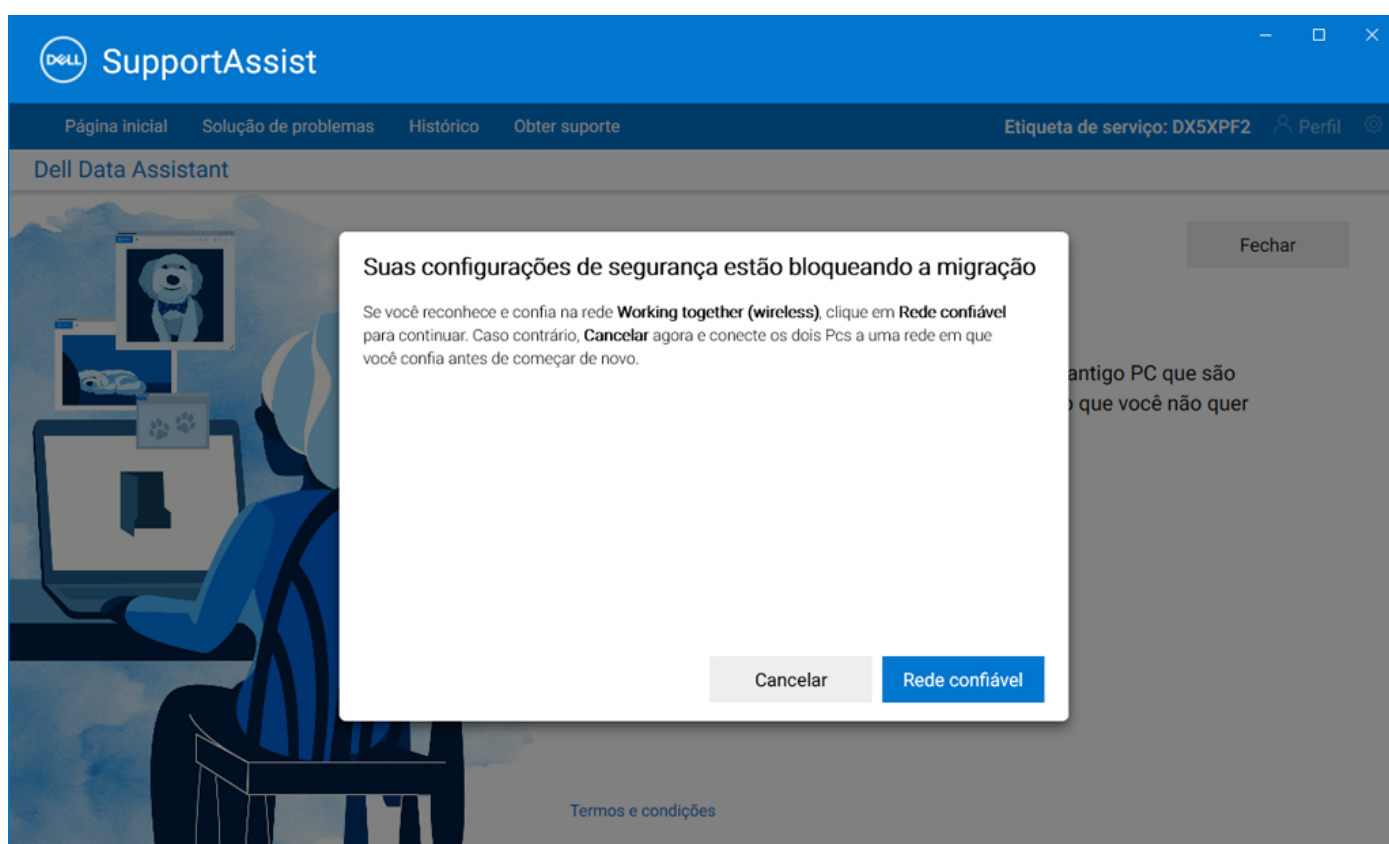 DELL SupportAssist
Página inicial Solução de problemas Histórico Obter suporte Etiqueta de serviço: DX5XPF2 Perfil
Dell Data Assistant
Fechar
Suas configurações de segurança estão bloqueando a migração
Se você reconhece e confia na rede Working together (wireless), clique em Rede confiável
para continuar. Caso contrário, Cancelar agora e conecte os dois Pcs a uma rede em que
você confia antes de começar de novo.
antigo PC que são
que você não quer
Cancelar Rede confiável
Termos e condições